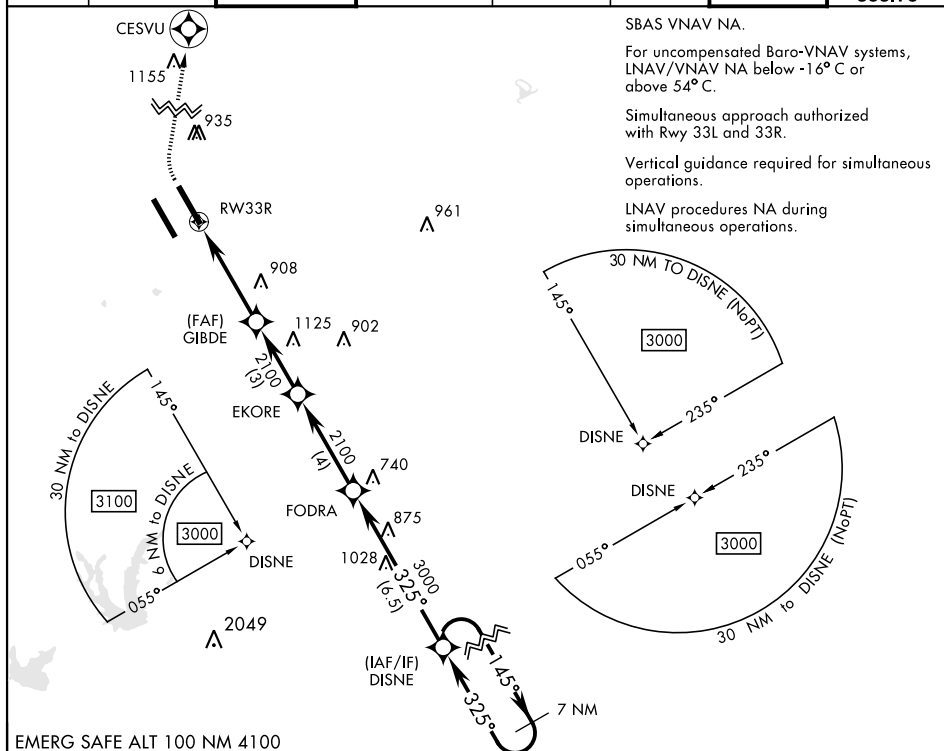 CESVU
1155
935
RW33R
961
908
(FAF)
GIBDE
1125
902
2100
(3)
EKORE
2100
(4)
740
FODRA
875
1028
3000
325°
(6.5)
(IAF/IF)
DISNE
145°
325°
7 NM
2049
SBAS VNAV NA.
For uncompensated Baro-VNAV systems,
LNAV/VNAV NA below -16° C or
above 54° C.
Simultaneous approach authorized
with Rwy 33L and 33R.
Vertical guidance required for simultaneous
operations.
LNAV procedures NA during
simultaneous operations.
30 NM TO DISNE (NoPT)
145°
3000
235°
DISNE
DISNE
235°
055°
3000
30 NM to DISNE (NoPT)
30 NM to DISNE
145°
3100
9 NM to DISNE
3000
DISNE
055°
EMERG SAFE ALT 100 NM 4100